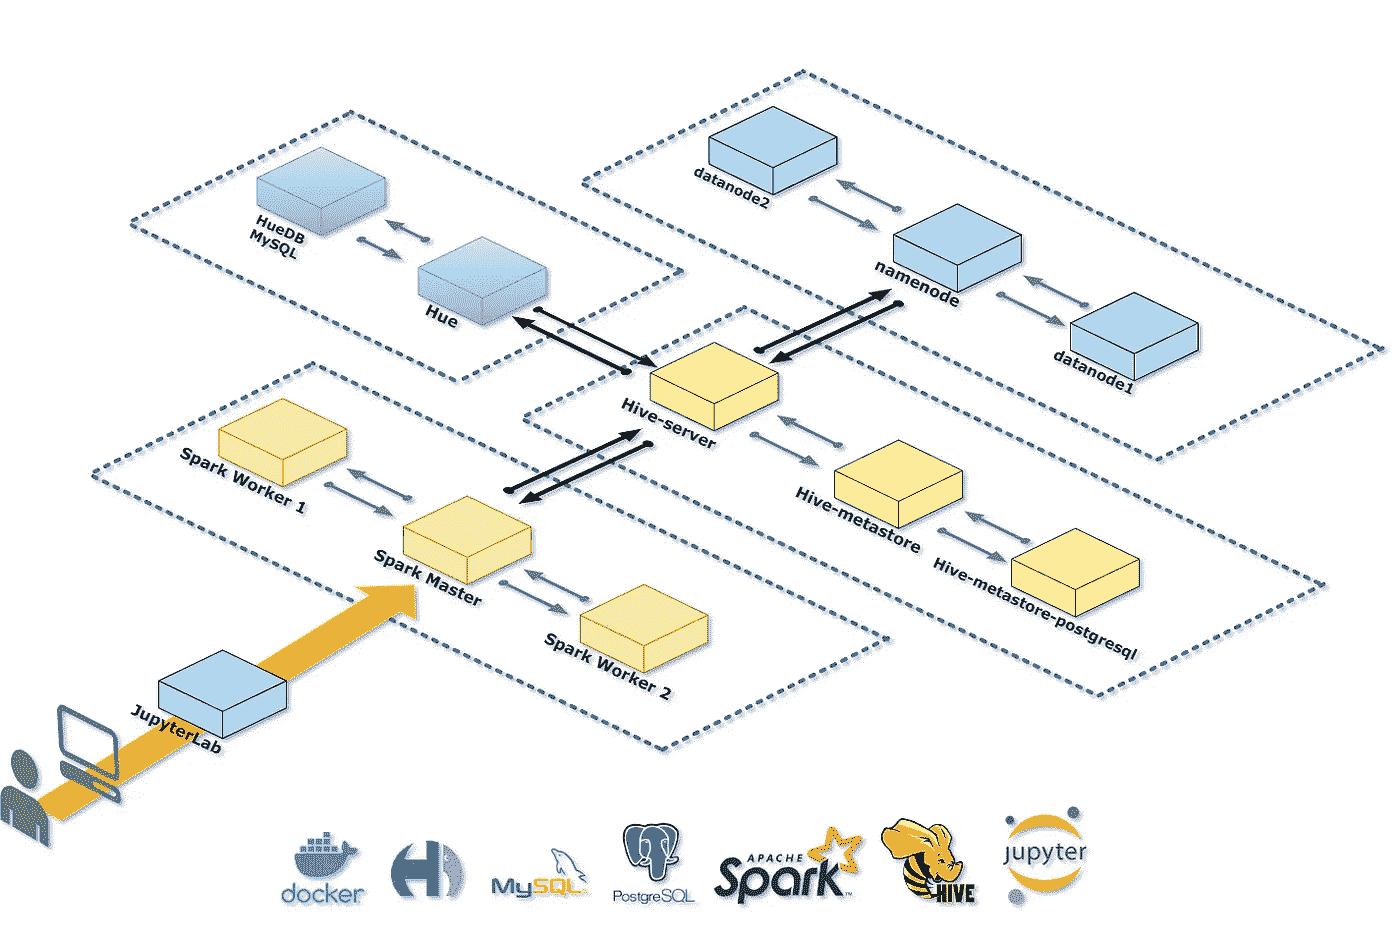 datanode2
HueDB
MySQL
namenode
Hue
datanode1
Hive-server
Spark Worker 1
Hive-metastore
Spark Master
Hive-metastore-postgresql
Spark Worker 2
JupyterLab
docker
MySQL
PostgreSQL
APACHE
Spark
TM
HIVE
jupyter